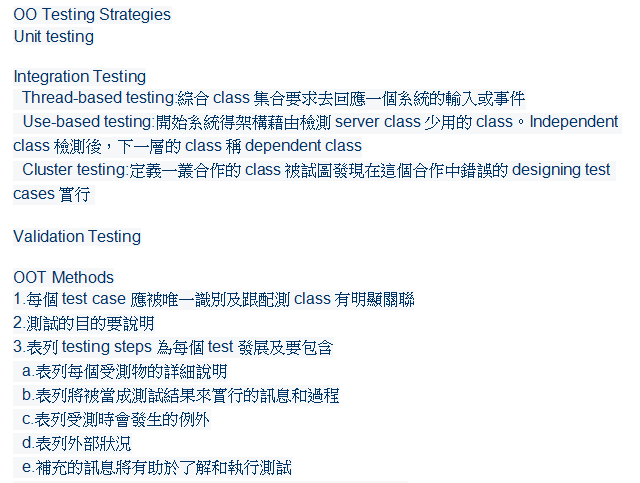 OO Testing Strategies
Unit testing
Integration Testing
Thread-based testing:綜合 class 集合要求去回應一個系統的輸入或事件
Use-based testing:開始系統得架構藉由檢測 server class 少用的 class。Independent
class 檢測後，下一層的 class 稱 dependent class
Cluster testing:定義一叢合作的 class 被試圖發現在這個合作中錯誤的 designing test
cases 實行
Validation Testing
OOT Methods
1.每個 test case 應被唯一識別及跟配測 class 有明顯關聯
2.測試的目的要說明
3.表列 testing steps 為每個 test 發展及要包含
a.表列每個受測物的詳細說明
b.表列將被當成測試結果來實行的訊息和過程
c.表列受測時會發生的例外
d.表列外部狀況
e.補充的訊息將有助於了解和執行測試